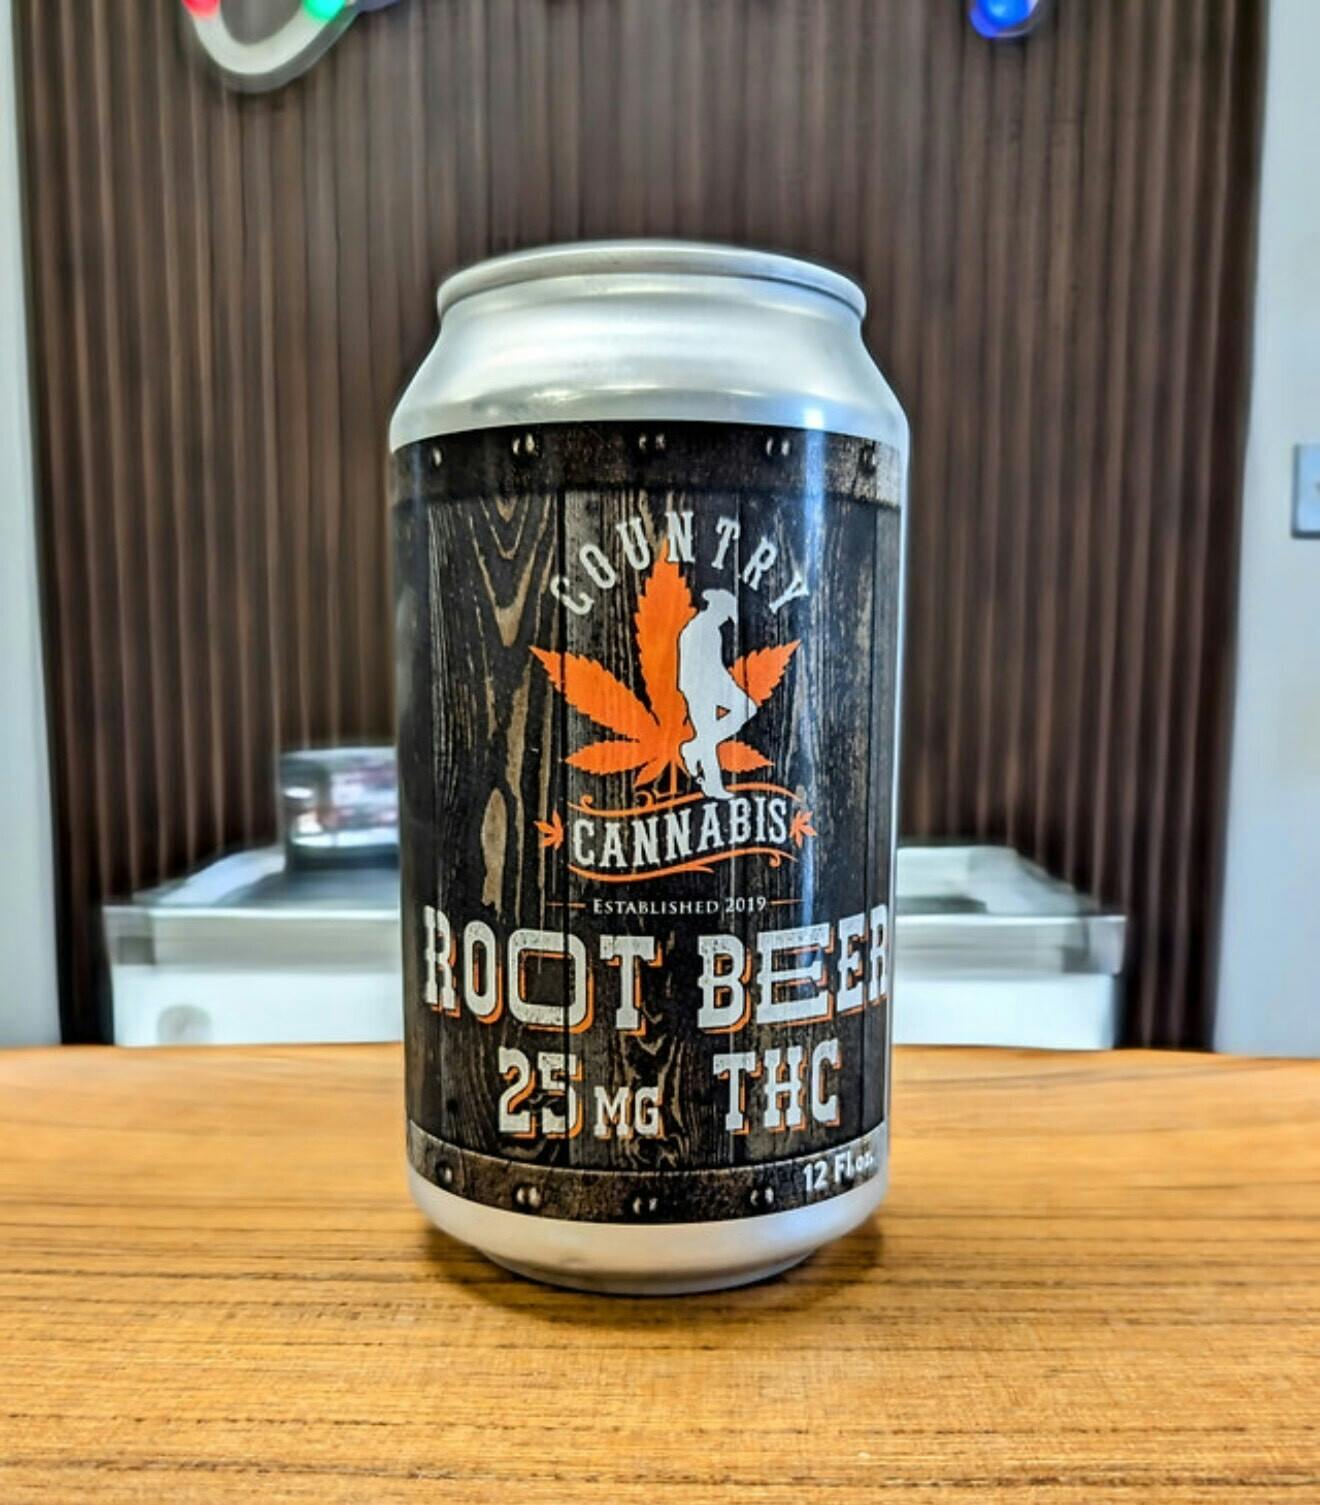 COUNTRY
CANNABIS
ESTABLISHED 2019
ROOT BEER
25 MG THC
12 Fl oz.